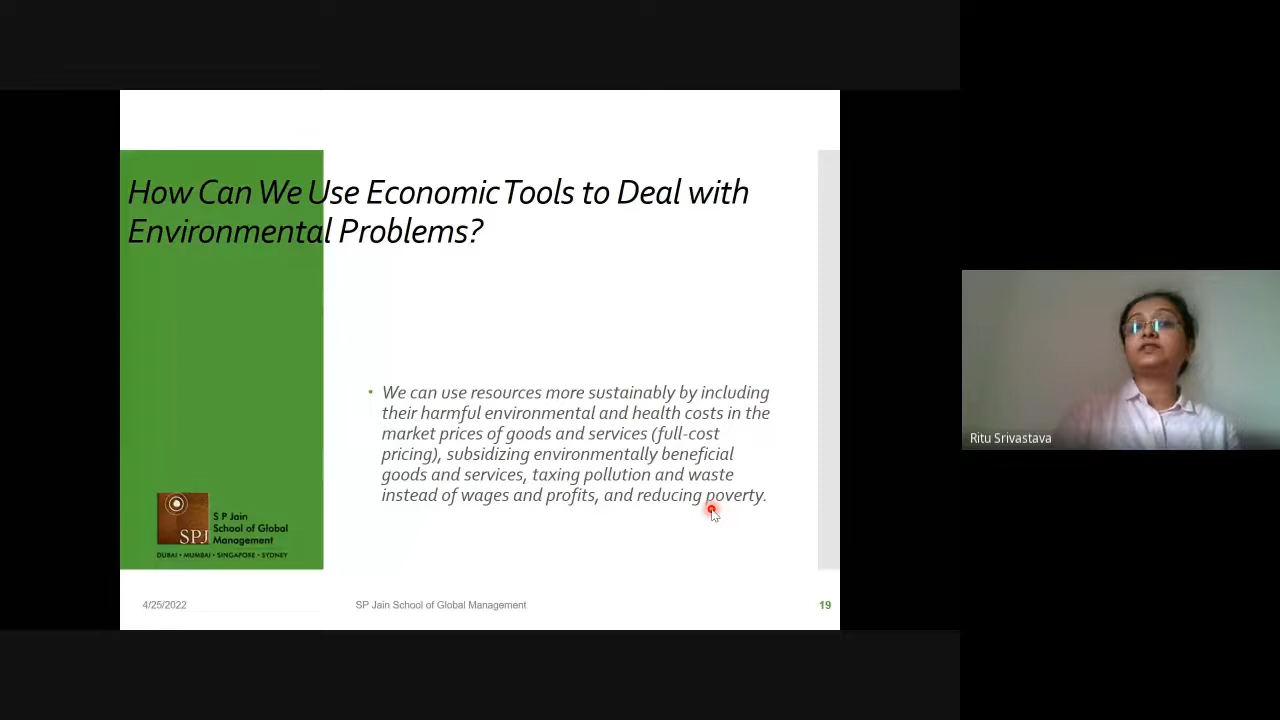 How Can We Use Economic Tools to Deal with
Environmental Problems?
• We can use resources more sustainably by including
their harmful environmental and health costs in the
market prices of goods and services (full-cost
pricing), subsidizing environmentally beneficial
goods and services, taxing pollution and waste
instead of wages and profits, and reducing poverty.
SPJ
S P Jain
School of Global
Management
DUBAI • MUMBAI • SINGAPORE • SYDNEY
4/25/2022
SP Jain School of Global Management
19
Ritu Srivastava